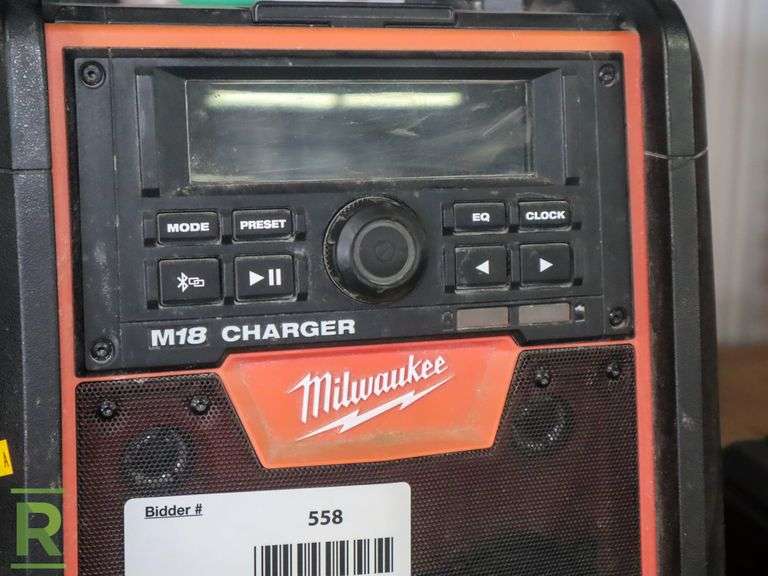 MODE PRESET EQ CLOCK
M18 CHARGER
Milwaukee
A
Bidder # 558
R